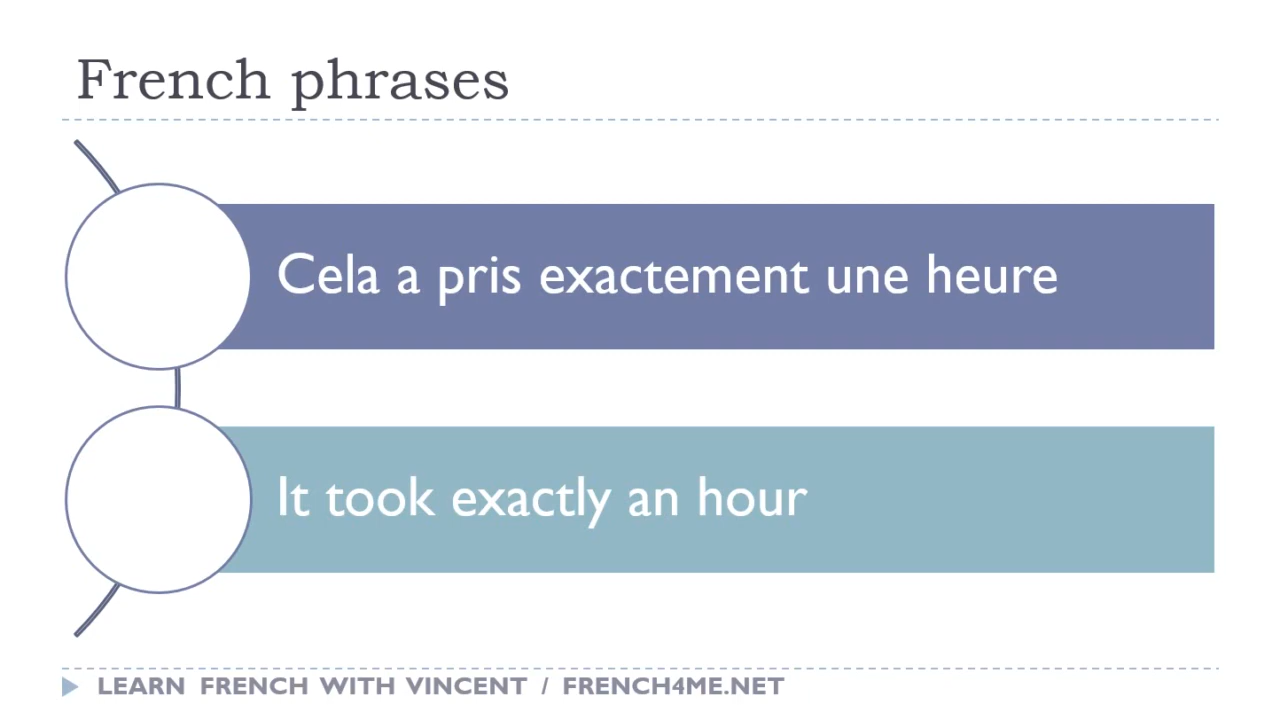 French phrases
Cela a pris exactement une heure
It took exactly an hour
LEARN FRENCH WITH VINCENT / FRENCH4ME.NET